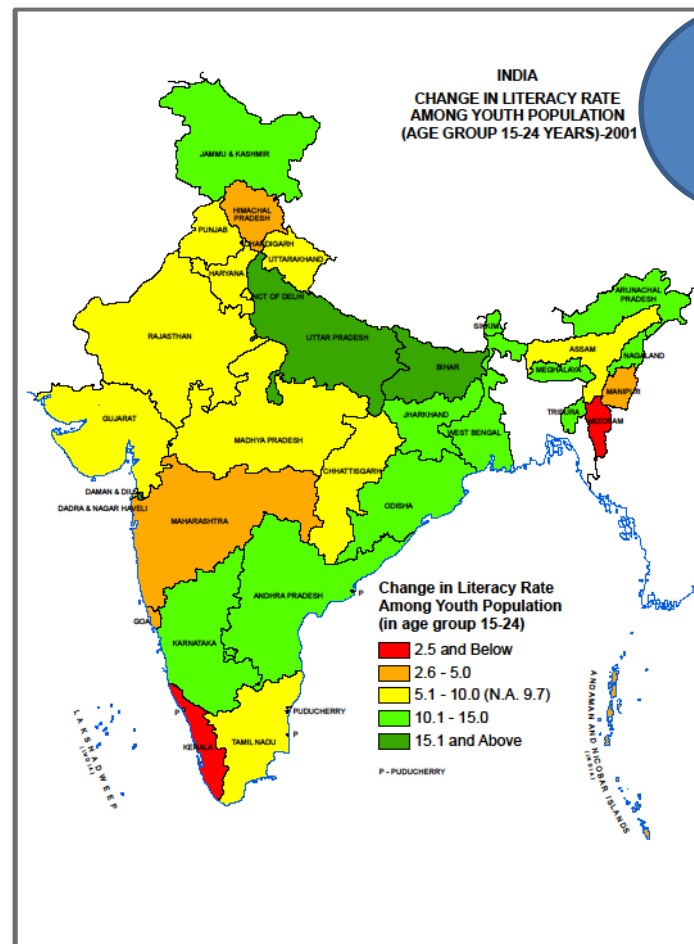 INDIA
CHANGE IN LITERACY RATE
AMONG YOUTH POPULATION
(AGE GROUP 15-24 YEARS)-2001
JAMMU & KASHMIR
HIMACHAL
PRADESH
PUNJAB
CHANDIGARH
UTTARAKHAND
HARYANA
NCT OF DELHI
ARUNACHAL
PRADESH
RAJASTHAN
UTTAR PRADESH
SIKKIM
ASSAM
NAGALAND
BIHAR
MEGHALAYA
MANIPUR
GUJARAT
JHARKHAND
TRIPURA
MIZORAM
WEST BENGAL
MADHYA PRADESH
CHHATTISGARH
DAMAN & DIU
DADRA & NAGAR HAVELI
ODISHA
MAHARASHTRA
ANDHRA PRADESH
P
GOA
KARNATAKA
Change in Literacy Rate
Among Youth Population
(in age group 15-24)
2.5 and Below
2.6 - 5.0
5.1 - 10.0 (N.A. 9.7)
10.1 - 15.0
15.1 and Above
P - PUDUCHERRY
P
PUDUCHERRY
P
KERALA
TAMIL NADU
LAKSHADWEEP
(INDIA)
ANDAMAN AND NICOBAR ISLANDS
(INDIA)